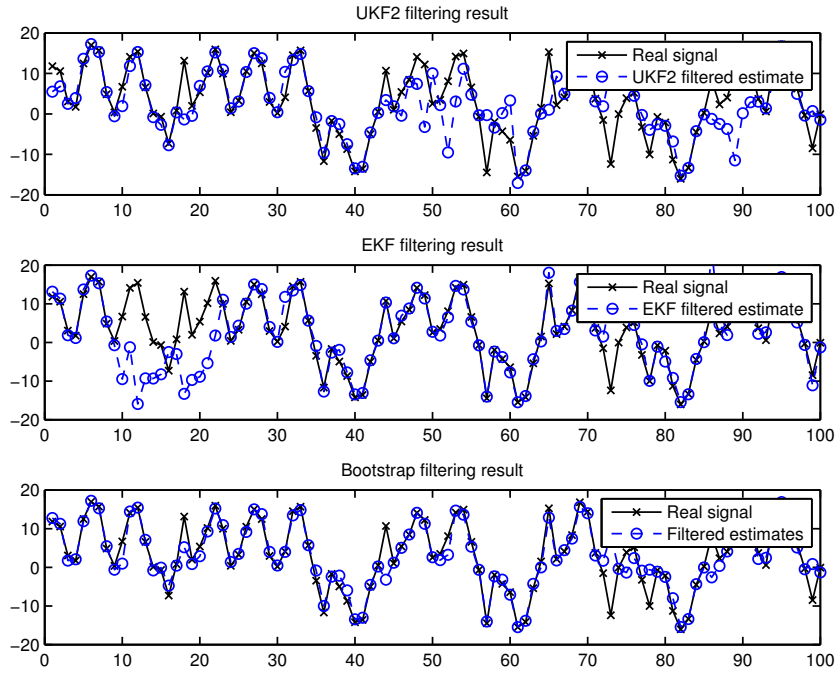 UKF2 filtering result
20
10
0
−10
−20
Real signal
UKF2 filtered estimate
0 10 20 30 40 50 60 70 80 90 100
EKF filtering result
20
10
0
−10
−20
Real signal
EKF filtered estimate
0 10 20 30 40 50 60 70 80 90 100
Bootstrap filtering result
20
10
0
−10
−20
Real signal
Filtered estimates
0 10 20 30 40 50 60 70 80 90 100